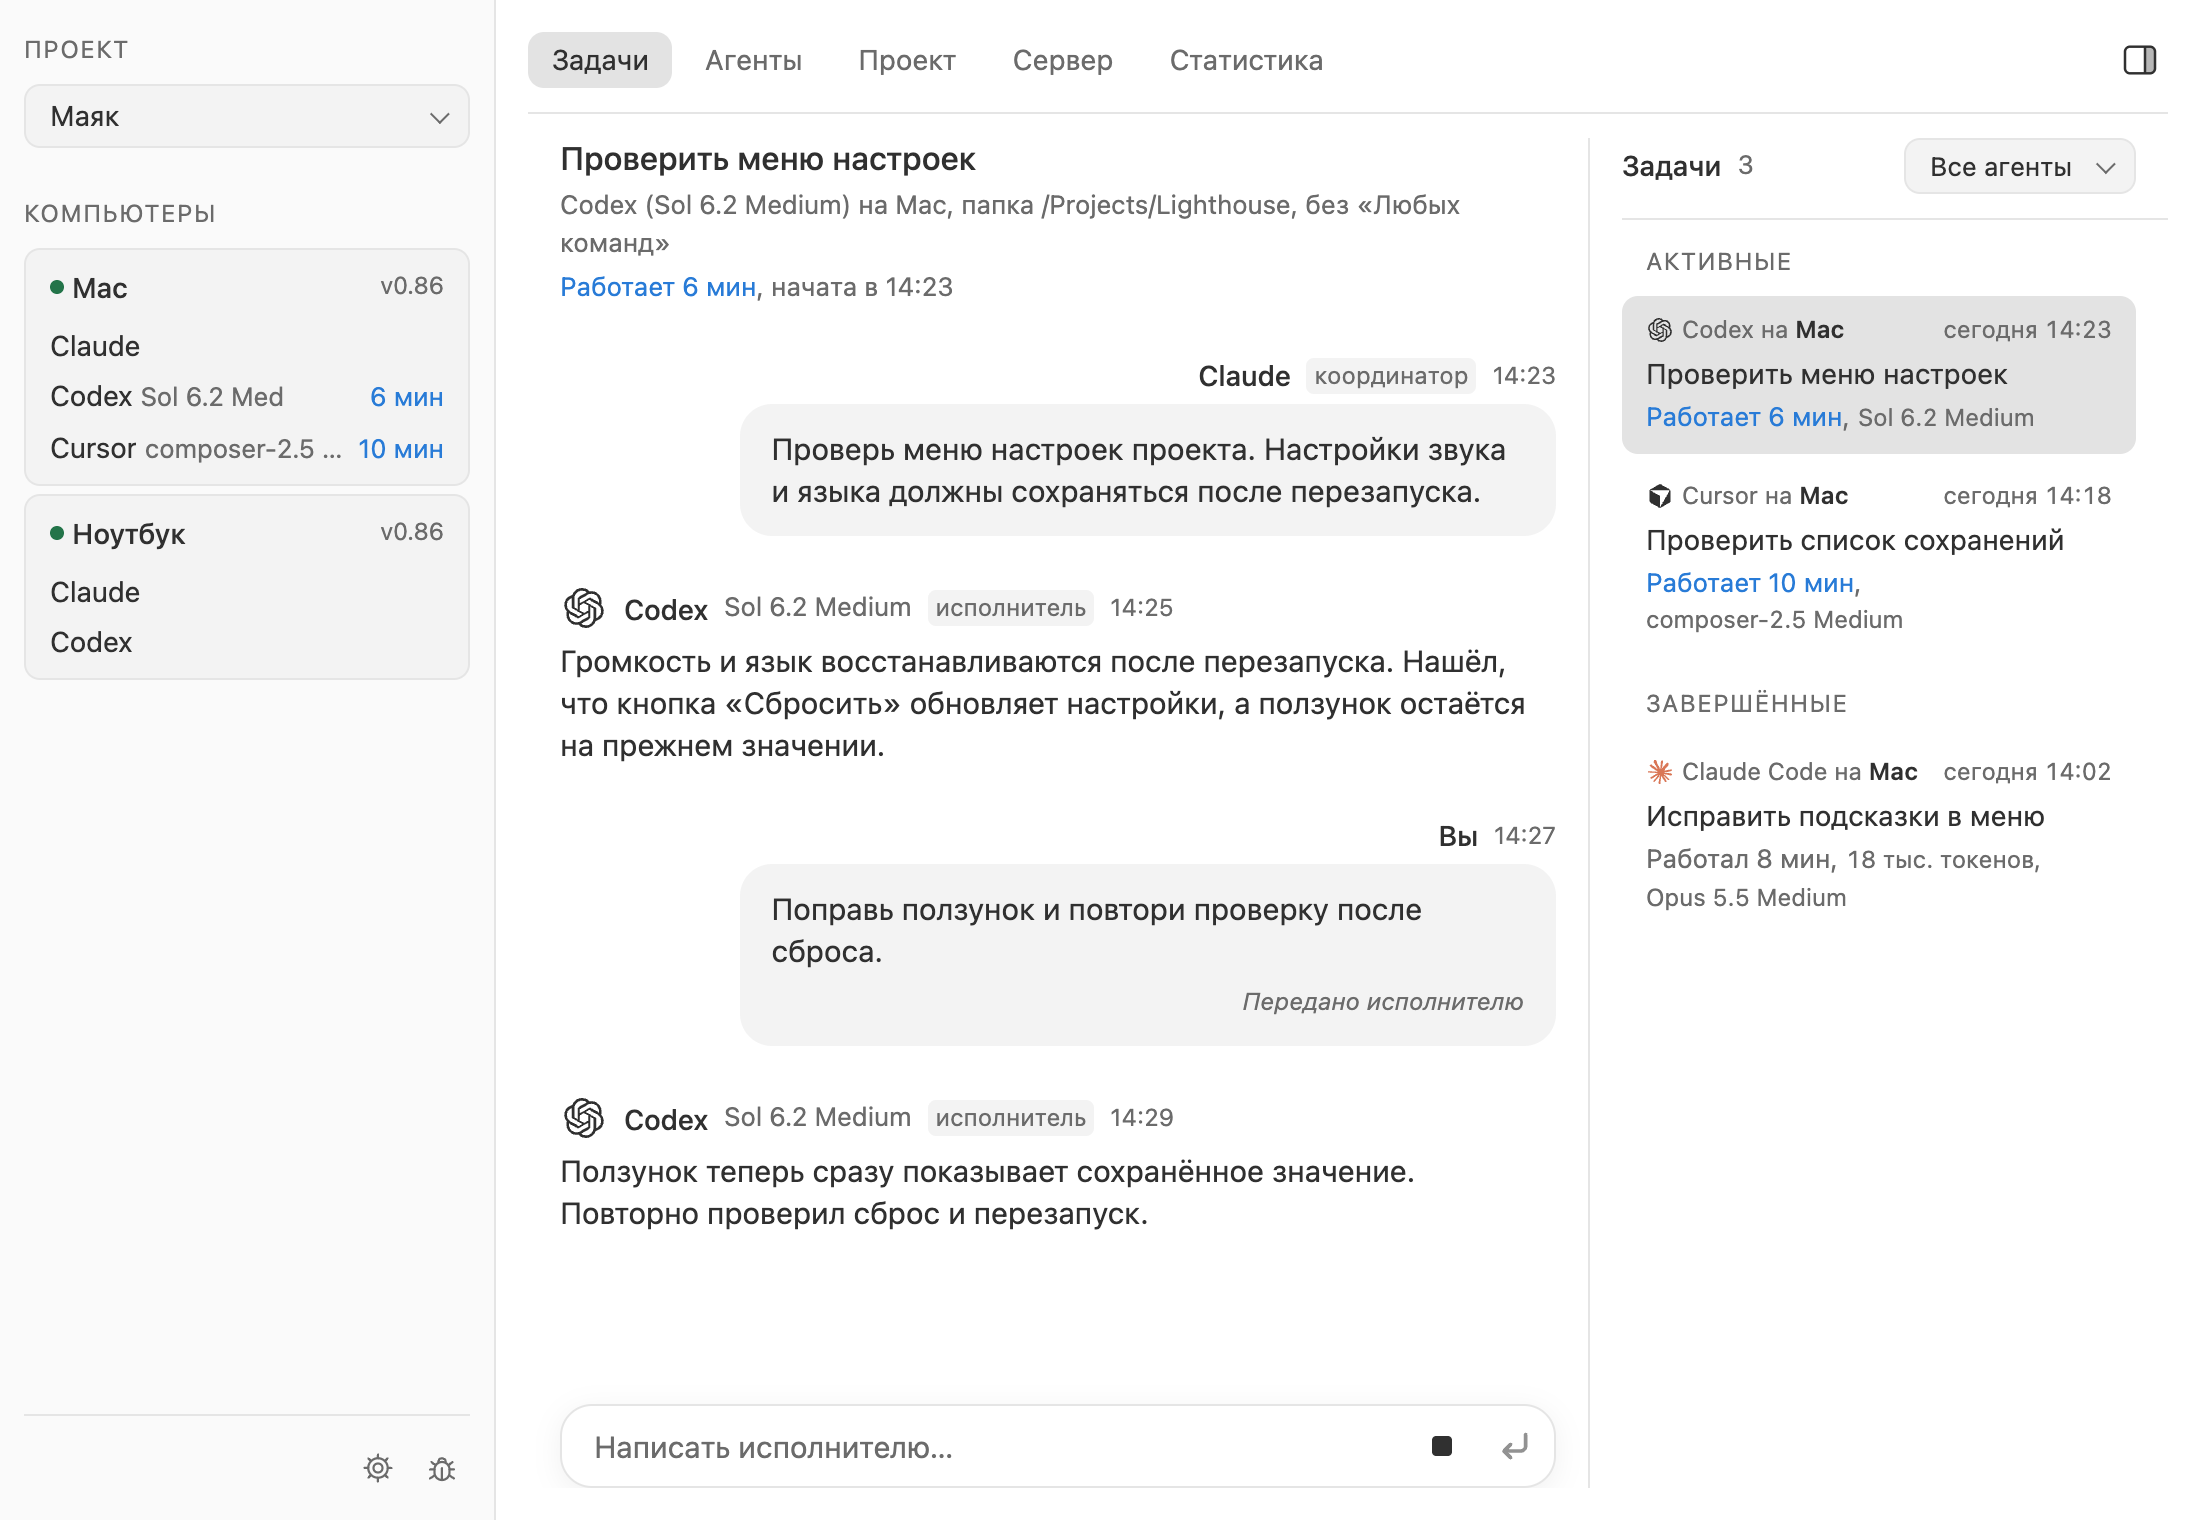 ПРОЕКТ
Маяк
КОМПЬЮТЕРЫ
Mac v0.86
Claude
Codex Sol 6.2 Med 6 мин
Cursor composer-2.5 ... 10 мин
Ноутбук v0.86
Claude
Codex
Задачи Агенты Проект Сервер Статистика
Проверить меню настроек
Codex (Sol 6.2 Medium) на Mac, папка /Projects/Lighthouse, без «Любых
команд»
Работает 6 мин, начата в 14:23
Claude координатор 14:23
Проверь меню настроек проекта. Настройки звука
и языка должны сохраняться после перезапуска.
Codex Sol 6.2 Medium исполнитель 14:25
Громкость и язык восстанавливаются после перезапуска. Нашёл,
что кнопка «Сбросить» обновляет настройки, а ползунок остаётся
на прежнем значении.
Вы 14:27
Поправь ползунок и повтори проверку после
сброса.
Передано исполнителю
Codex Sol 6.2 Medium исполнитель 14:29
Ползунок теперь сразу показывает сохранённое значение.
Повторно проверил сброс и перезапуск.
Написать исполнителю...
Задачи 3 Все агенты
АКТИВНЫЕ
Codex на Mac сегодня 14:23
Проверить меню настроек
Работает 6 мин, Sol 6.2 Medium
Cursor на Mac сегодня 14:18
Проверить список сохранений
Работает 10 мин,
composer-2.5 Medium
ЗАВЕРШЁННЫЕ
Claude Code на Mac сегодня 14:02
Исправить подсказки в меню
Работал 8 мин, 18 тыс. токенов,
Opus 5.5 Medium